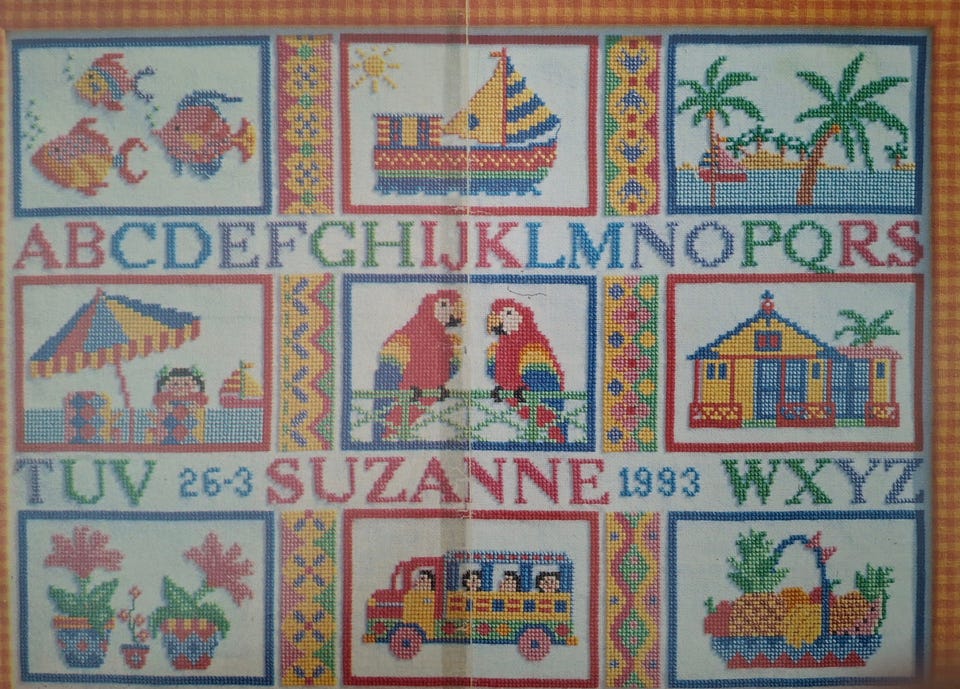 ABCDEFGHIJKLMNOPQRS
TUV 26-3 SUZANNE 1993 WXYZ